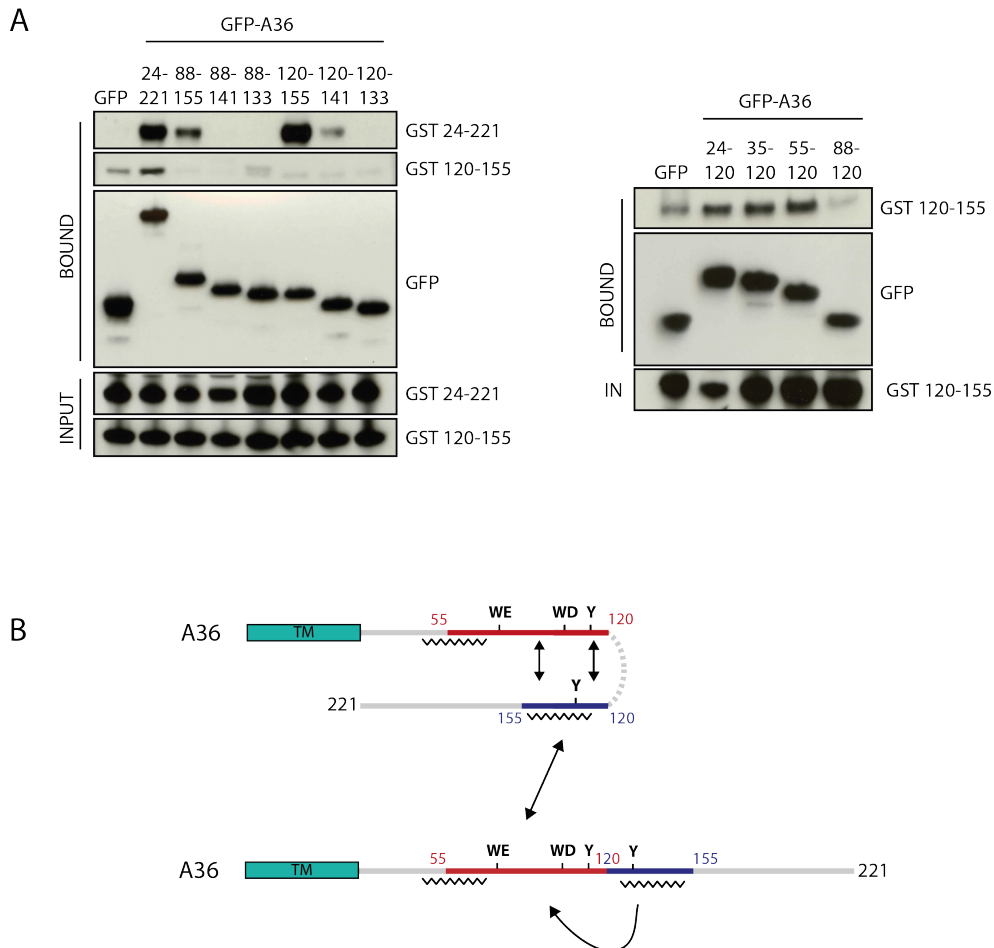 A
GFP-A36
24- 88- 88- 88- 120- 120- 120-
GFP 221 155 141 133 155 141 133
GST 24-221
GST 120-155
GFP
BOUND
GST 24-221
GST 120-155
INPUT
GFP-A36
24- 35- 55- 88-
GFP 120 120 120 120
GST 120-155
GFP
BOUND
IN GST 120-155
B
55 WE WD Y 120
A36 TM
Y
221
155 120
55 WE WD Y 120 Y 155
A36 TM 221